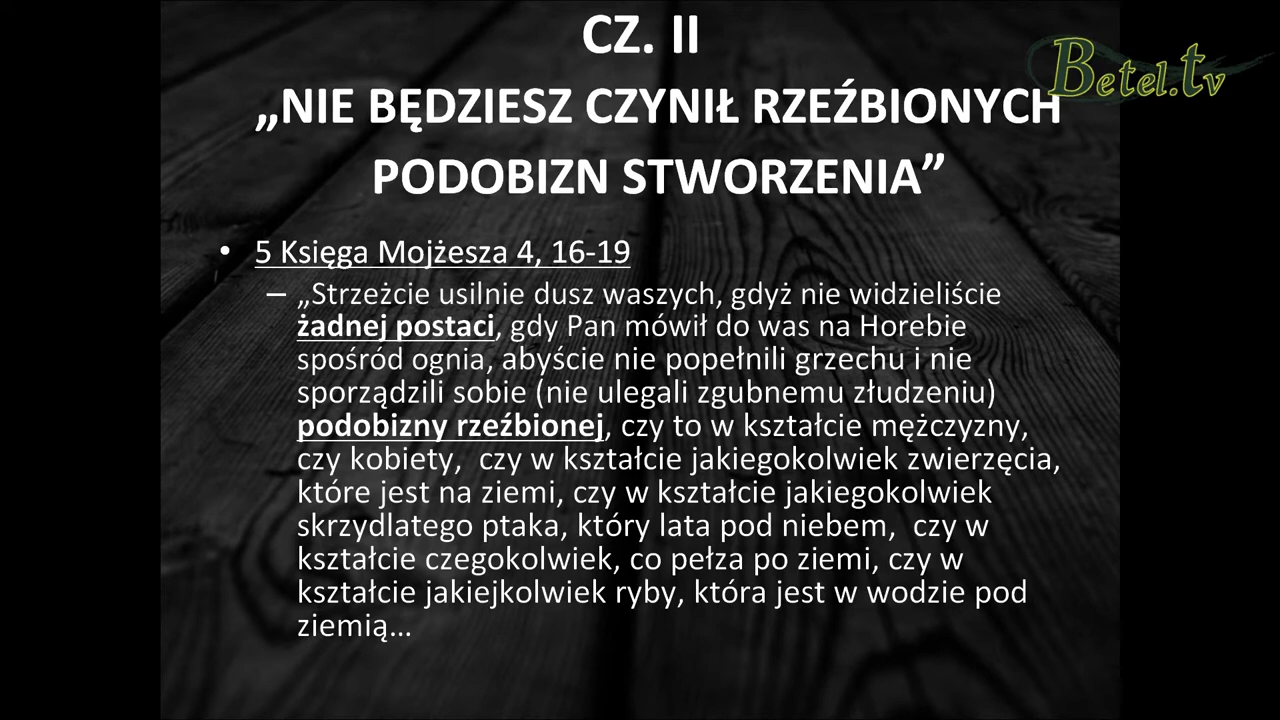 CZ. II
Betel.tv
„NIE BĘDZIESZ CZYNIŁ RZEŹBIONYCH
PODOBIZN STWORZENIA”
• 5 Księga Mojżesza 4, 16-19
– „Strzeżcie usilnie dusz waszych, gdyż nie widzieliście
żadnej postaci, gdy Pan mówił do was na Horebie
spośród ognia, abyście nie popełnili grzechu i nie
sporządzili sobie (nie ulegali zgubnemu złudzeniu)
podobizny rzeźbionej, czy to w kształcie mężczyzny,
czy kobiety,  czy w kształcie jakiegokolwiek zwierzęcia,
które jest na ziemi, czy w kształcie jakiegokolwiek
skrzydlatego ptaka, który lata pod niebem,  czy w
kształcie czegokolwiek, co pełza po ziemi, czy w
kształcie jakiejkolwiek ryby, która jest w wodzie pod
ziemią…